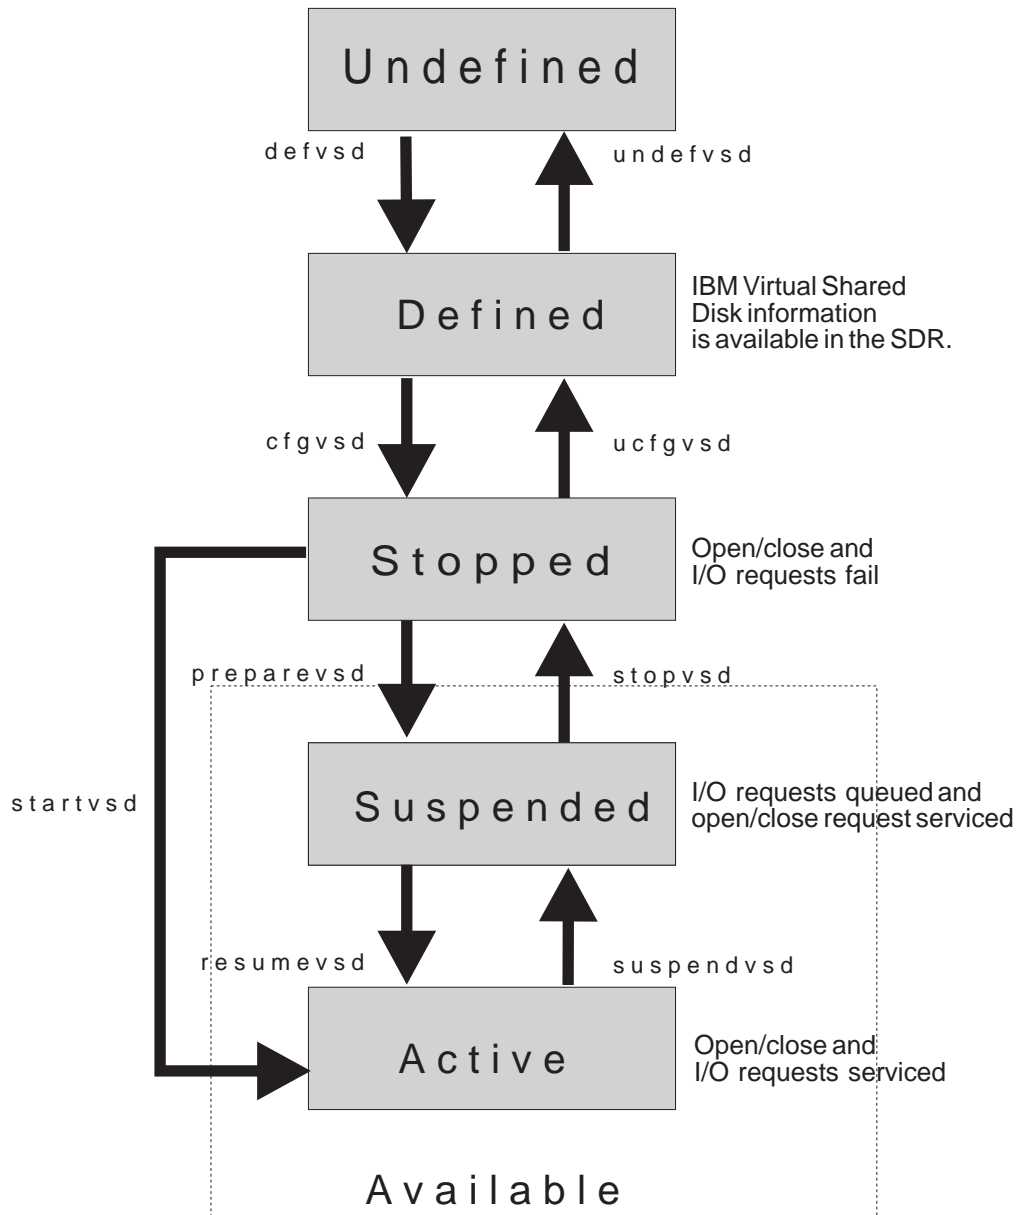 Undefined
defvsd
undefvsd
Defined
IBM Virtual Shared
Disk information
is available in the SDR.
cfgvsd
ucfgvsd
Stopped
Open/close and
I/O requests fail
preparevsd
stopvsd
startvsd
Suspended
I/O requests queued and
open/close request serviced
resumevsd
suspendvsd
Active
Open/close and
I/O requests serviced
Available